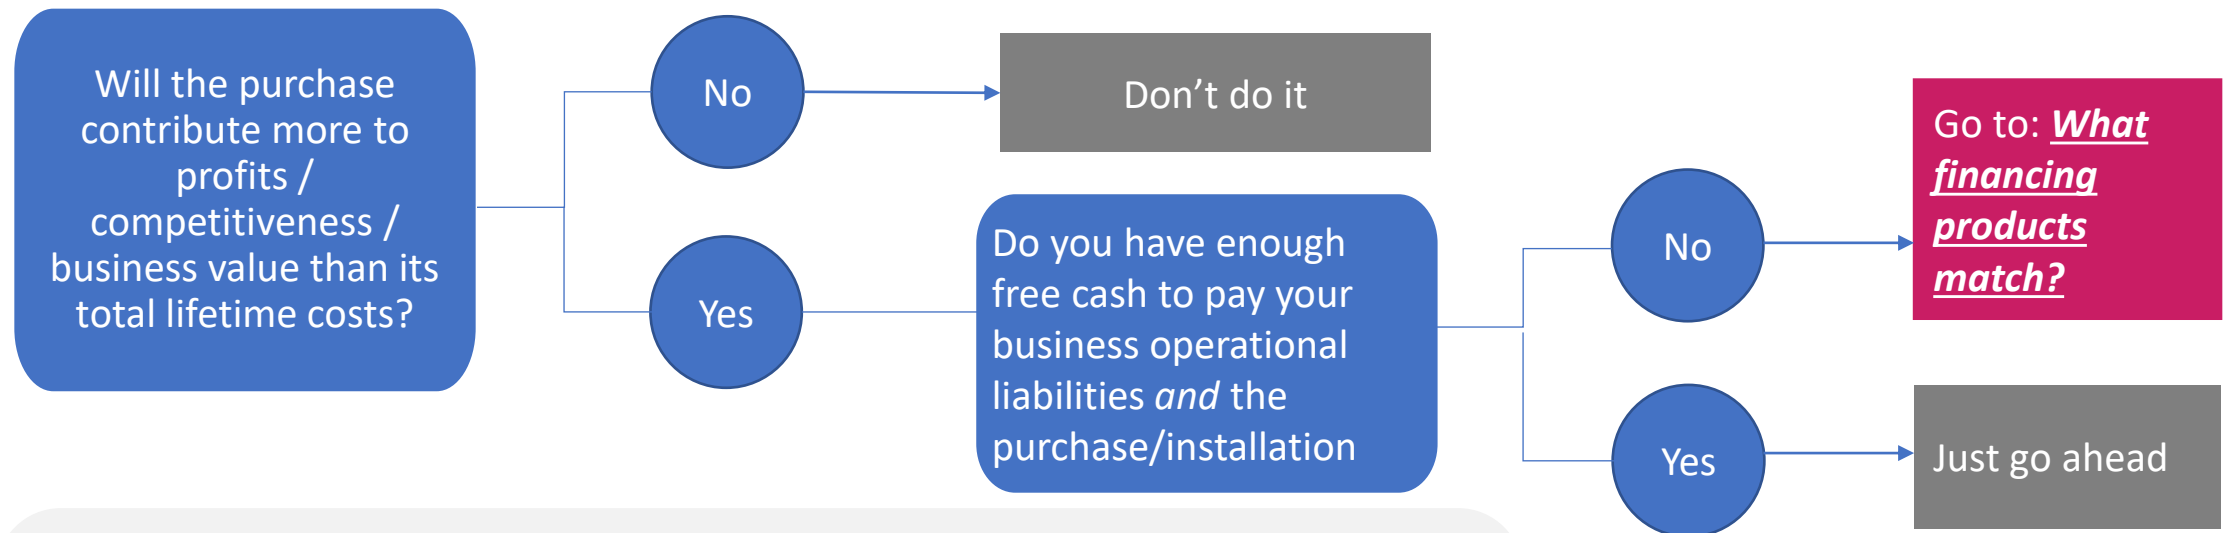 Will the purchase
contribute more to
profits /
competitiveness /
business value than its
total lifetime costs?
No
Don’t do it
Yes
Do you have enough
free cash to pay your
business operational
liabilities and the
purchase/installation
No
Go to: What
financing
products
match?
Yes
Just go ahead